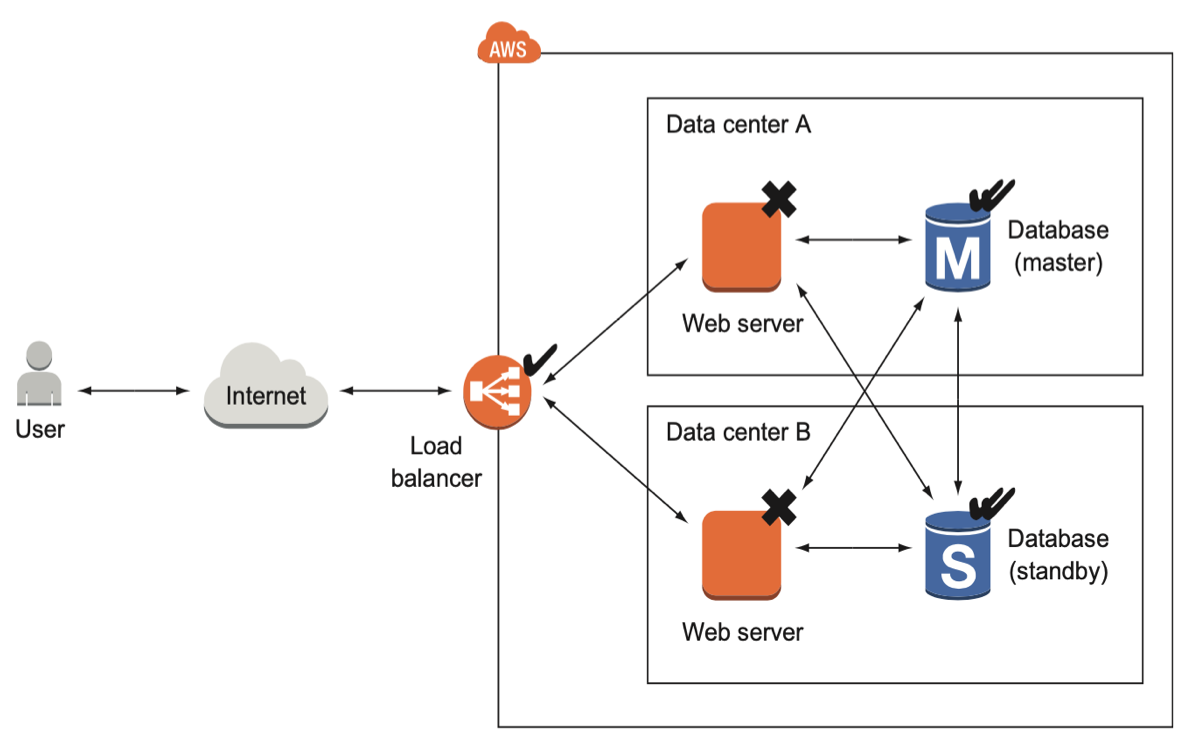 AWS
Data center A
M
Database
(master)
Web server
User
Internet
Load
balancer
Data center B
S
Database
(standby)
Web server